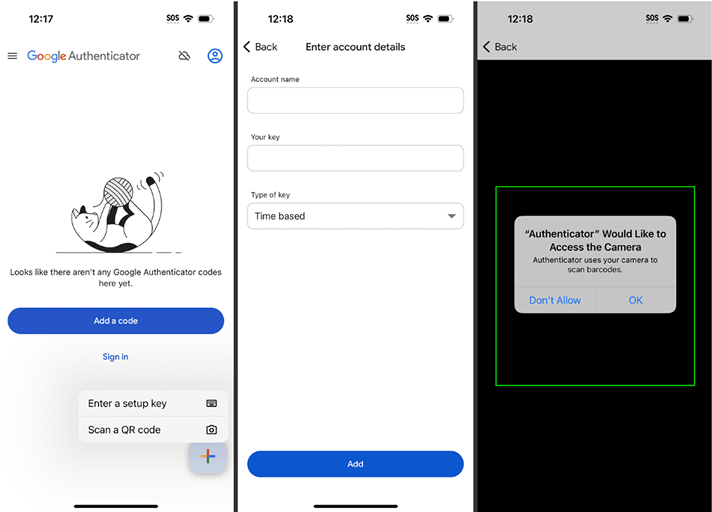 12:17
SOS
Google Authenticator
Looks like there aren't any Google Authenticator codes
here yet.
Add a code
Sign in
Enter a setup key
Scan a QR code
12:18
SOS
Back
Enter account details
Account name
Your key
Type of key
Time based
Add
12:18
SOS
Back
“Authenticator” Would Like to
Access the Camera
Authenticator uses your camera to
scan barcodes.
Don't Allow
OK